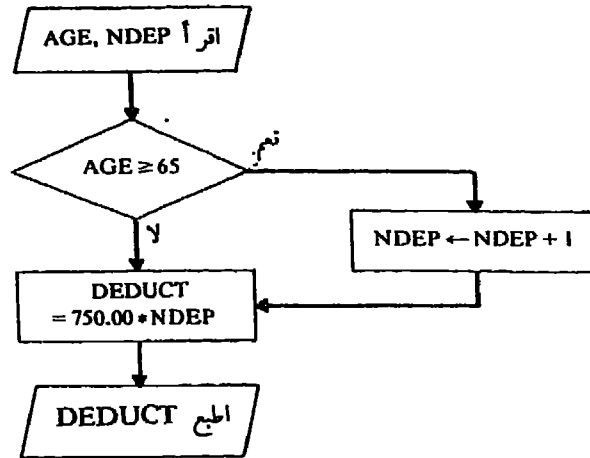 اقرأ AGE, NDEP
AGE ≥ 65
نعم
لا
NDEP ← NDEP + 1
DEDUCT
= 750.00 * NDEP
اطبع DEDUCT